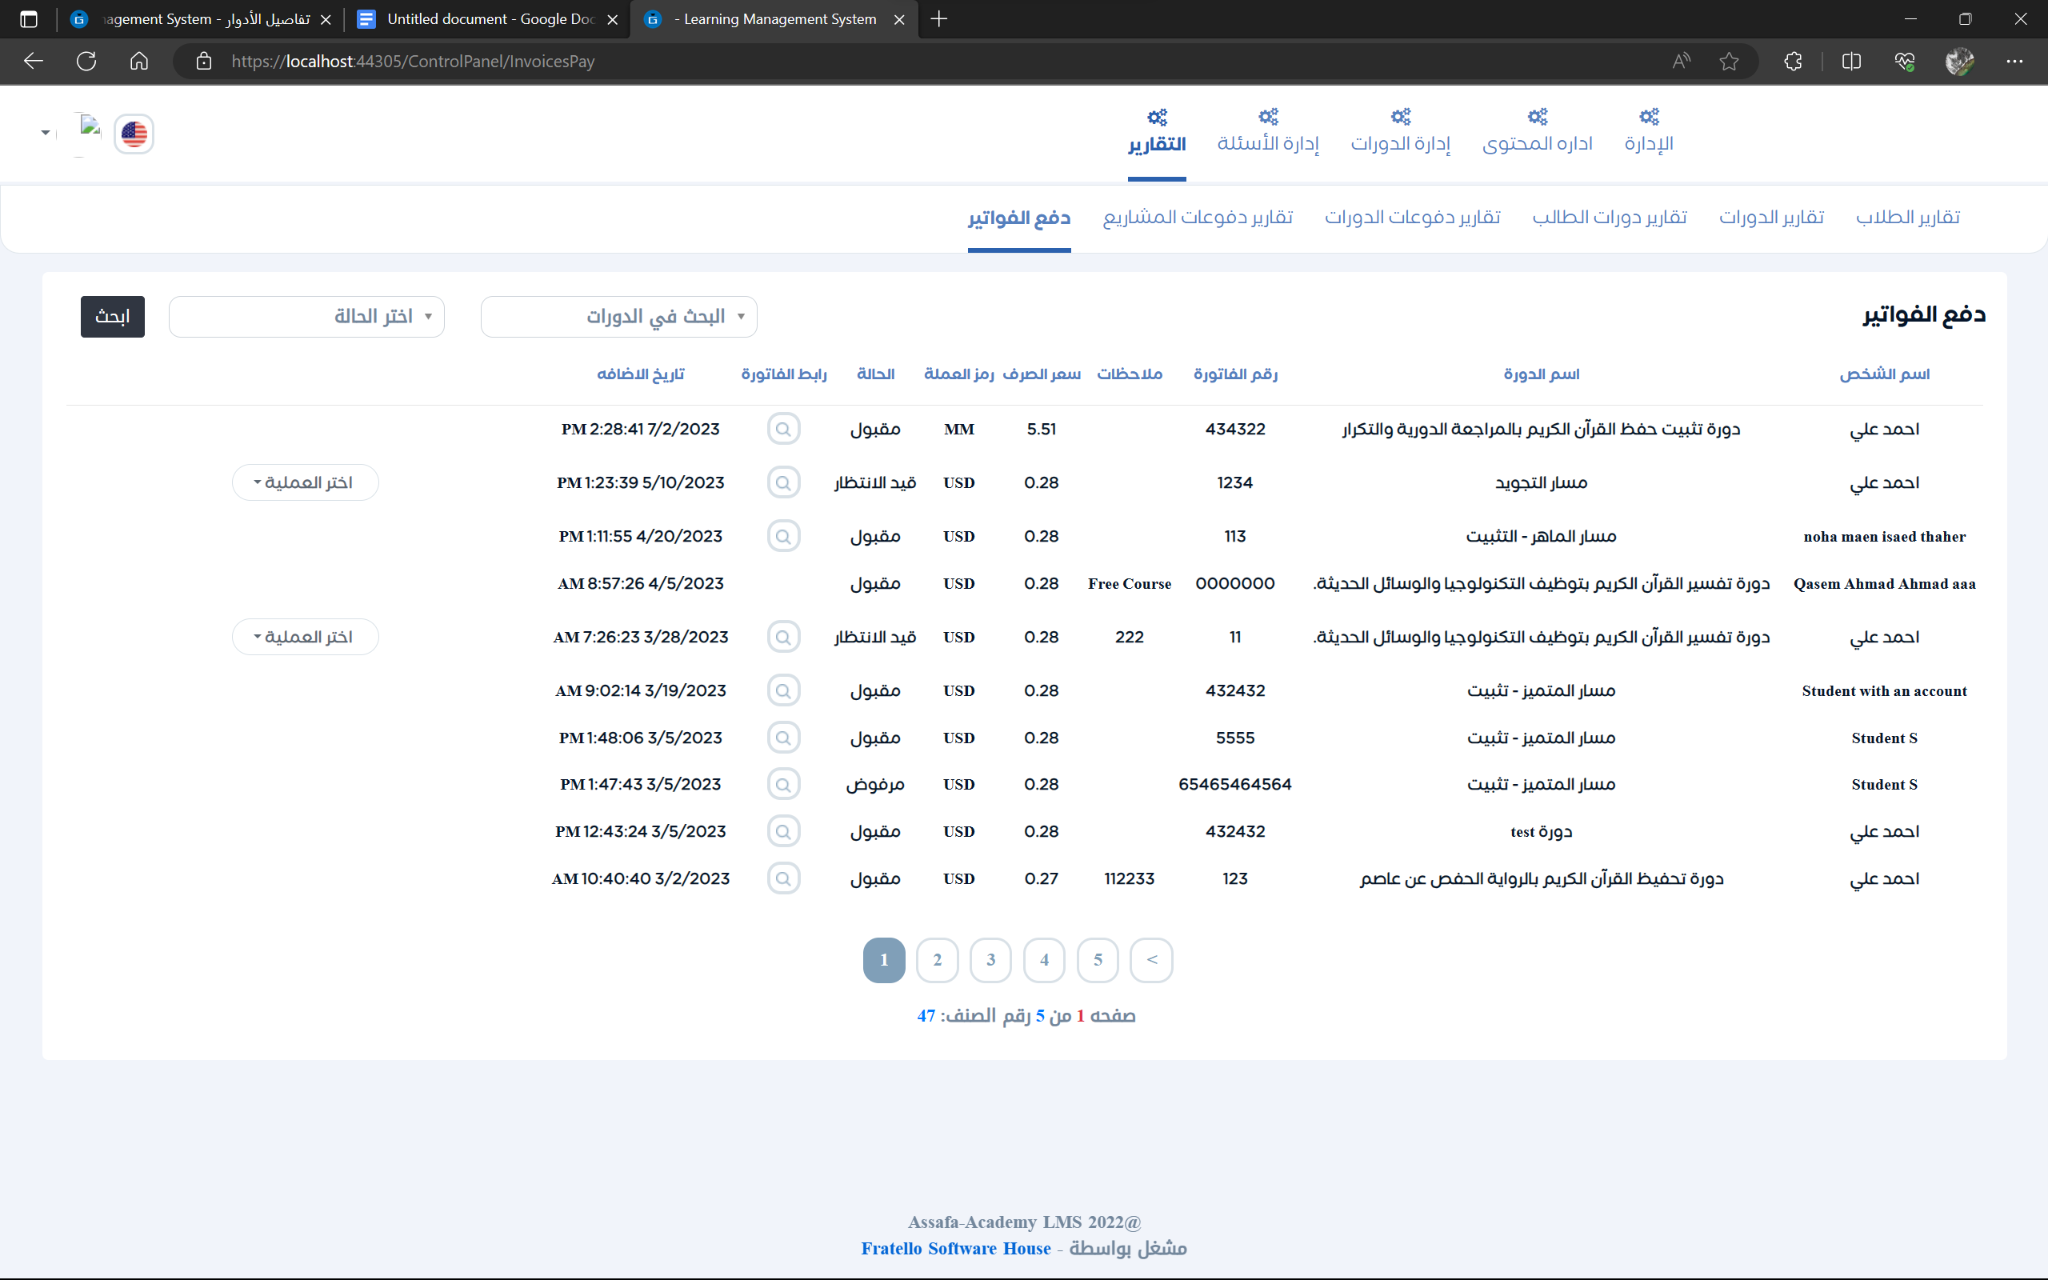 agement System - تفاصيل الأدوار
Untitled document - Google Doc
- Learning Management System
https://localhost:44305/ControlPanel/InvoicesPay
الإدارة
اداره المحتوى
إدارة الدورات
إدارة الأسئلة
التقارير
تقارير الطلاب
تقارير الدورات
تقارير دورات الطالب
تقارير دفوعات الدورات
تقارير دفوعات المشاريع
دفع الفواتير
دفع الفواتير
البحث في الدورات
اختر الحالة
ابحث
اسم الشخص اسم الدورة رقم الفاتورة ملاحظات سعر الصرف رمز العملة الحالة رابط الفاتورة تاريخ الاضافه
احمد علي دورة تثبيت حفظ القرآن الكريم بالمراجعة الدورية والتكرار 434322 5.51 MM مقبول 7/2/2023 2:28:41 PM
احمد علي مسار التجويد 1234 0.28 USD قيد الانتظار 5/10/2023 1:23:39 PM اختر العملية
noha maen isaed thaher مسار الماهر - التثبيت 113 0.28 USD مقبول 4/20/2023 1:11:55 PM
Qasem Ahmad Ahmad aaa دورة تفسير القرآن الكريم بتوظيف التكنولوجيا والوسائل الحديثة. 0000000 Free Course 0.28 USD مقبول 4/5/2023 8:57:26 AM
احمد علي دورة تفسير القرآن الكريم بتوظيف التكنولوجيا والوسائل الحديثة. 11 222 0.28 USD قيد الانتظار 3/28/2023 7:26:23 AM اختر العملية
Student with an account مسار المتميز - تثبيت 432432 0.28 USD مقبول 3/19/2023 9:02:14 AM
Student S مسار المتميز - تثبيت 5555 0.28 USD مقبول 3/5/2023 1:48:06 PM
Student S مسار المتميز - تثبيت 65465464564 0.28 USD مرفوض 3/5/2023 1:47:43 PM
احمد علي دورة test 432432 0.28 USD مقبول 3/5/2023 12:43:24 PM
احمد علي دورة تحفيظ القرآن الكريم بالرواية الحفص عن عاصم 123 112233 0.27 USD مقبول 3/2/2023 10:40:40 AM
1 2 3 4 5 >
صفحه 1 من 5 رقم الصنف: 47
Assafa-Academy LMS 2022@
مشغل بواسطة - Fratello Software House